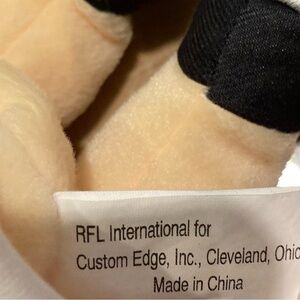 RFL International for
Custom Edge, Inc., Cleveland, Ohio
Made in China